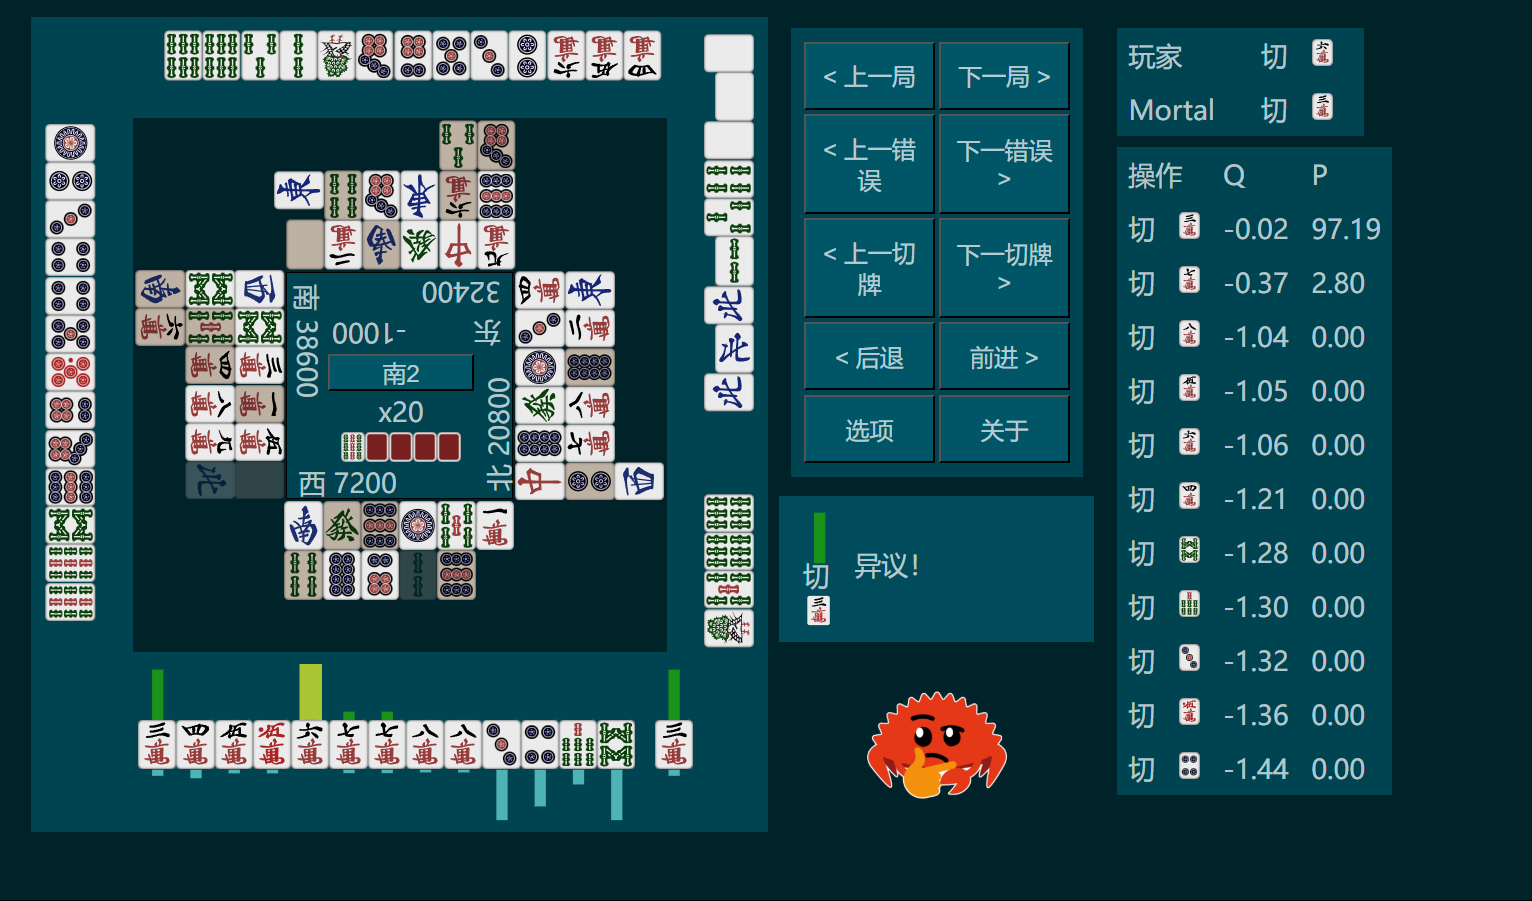 南 38600
32400
-1000
东
南2
x20
西 7200
北 20800
< 上一局
下一局 >
< 上一错
误
下一错误
>
< 上一切
牌
下一切牌
>
< 后退
前进 >
选项
关于
切
异议！
玩家 切
Mortal 切
操作 Q P
切 -0.02 97.19
切 -0.37 2.80
切 -1.04 0.00
切 -1.05 0.00
切 -1.06 0.00
切 -1.21 0.00
切 -1.28 0.00
切 -1.30 0.00
切 -1.32 0.00
切 -1.36 0.00
切 -1.44 0.00